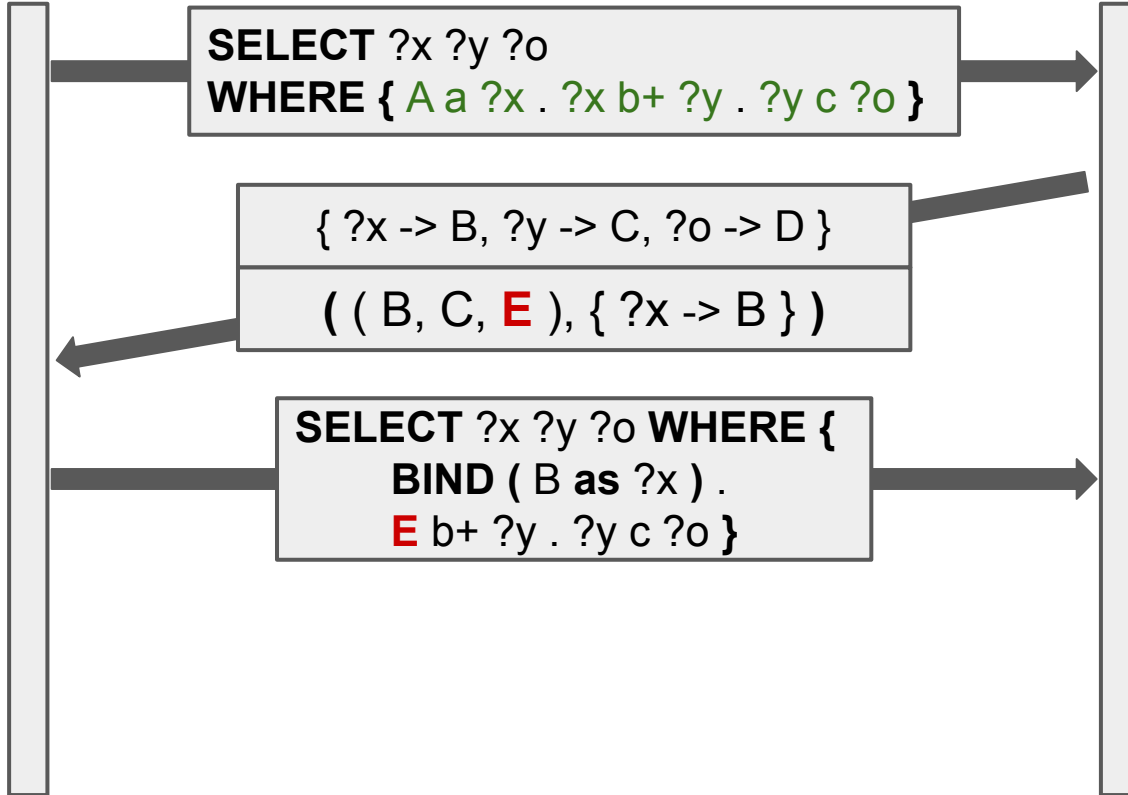 SELECT ?x ?y ?o
WHERE { A a ?x . ?x b+ ?y . ?y c ?o }
{ ?x -> B, ?y -> C, ?o -> D }
( ( B, C, E ), { ?x -> B } )
SELECT ?x ?y ?o WHERE {
BIND ( B as ?x ) .
E b+ ?y . ?y c ?o }